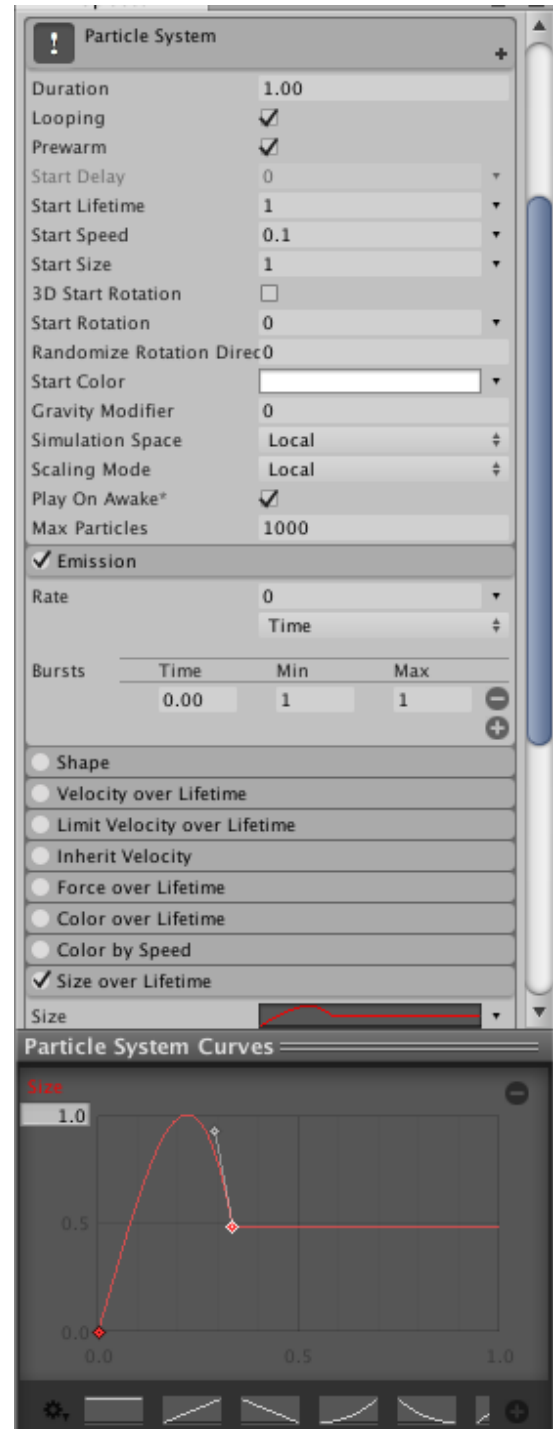 Particle System
Duration 1.00
Looping
Prewarm
Start Delay 0
Start Lifetime 1
Start Speed 0.1
Start Size 1
3D Start Rotation
Start Rotation 0
Randomize Rotation Direc0
Start Color
Gravity Modifier 0
Simulation Space Local
Scaling Mode Local
Play On Awake*
Max Particles 1000
Emission
Rate 0
Time
Bursts Time Min Max
0.00 1 1
Shape
Velocity over Lifetime
Limit Velocity over Lifetime
Inherit Velocity
Force over Lifetime
Color over Lifetime
Color by Speed
Size over Lifetime
Size
Particle System Curves
Size
1.0
0.5
0.0
0.0 0.5 1.0